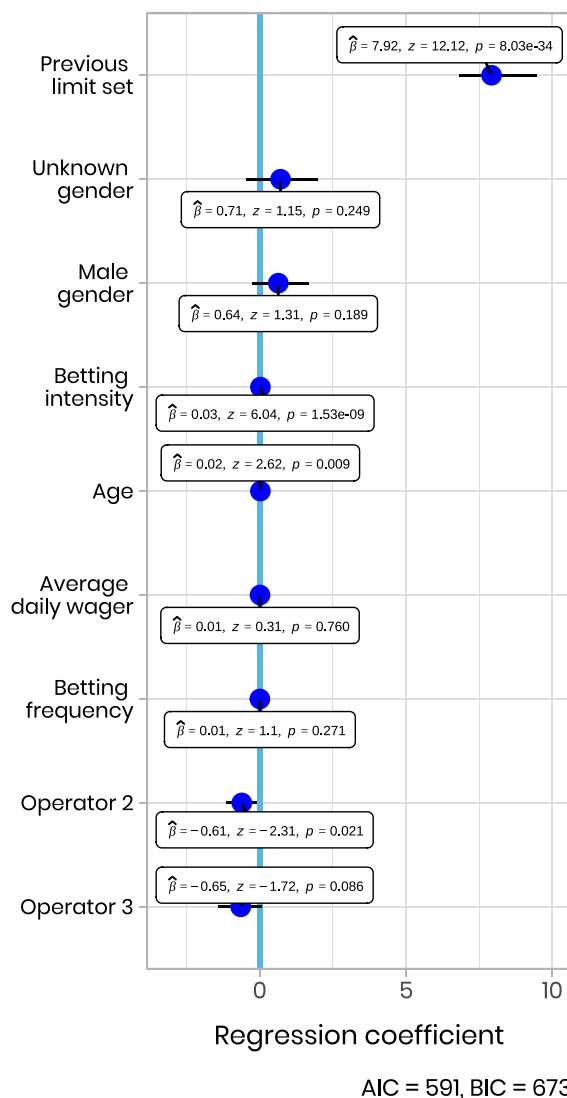 Previous
limit set
β̂ = 7.92, z = 12.12, p = 8.03e-34
Unknown
gender
β̂ = 0.71, z = 1.15, p = 0.249
Male
gender
β̂ = 0.64, z = 1.31, p = 0.189
Betting
intensity
β̂ = 0.03, z = 6.04, p = 1.53e-09
β̂ = 0.02, z = 2.62, p = 0.009
Age
Average
daily wager
β̂ = 0.01, z = 0.31, p = 0.760
Betting
frequency
β̂ = 0.01, z = 1.1, p = 0.271
Operator 2
β̂ = −0.61, z = −2.31, p = 0.021
β̂ = −0.65, z = −1.72, p = 0.086
Operator 3
0 5 10
Regression coefficient
AIC = 591, BIC = 673